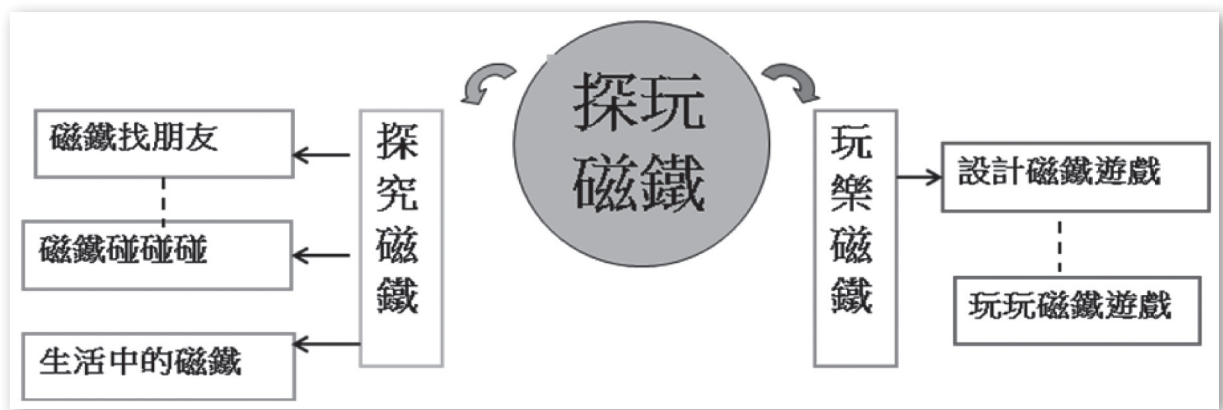 探玩
磁鐵
探究磁鐵
磁鐵找朋友
磁鐵碰碰碰
生活中的磁鐵
玩樂磁鐵
設計磁鐵遊戲
玩玩磁鐵遊戲